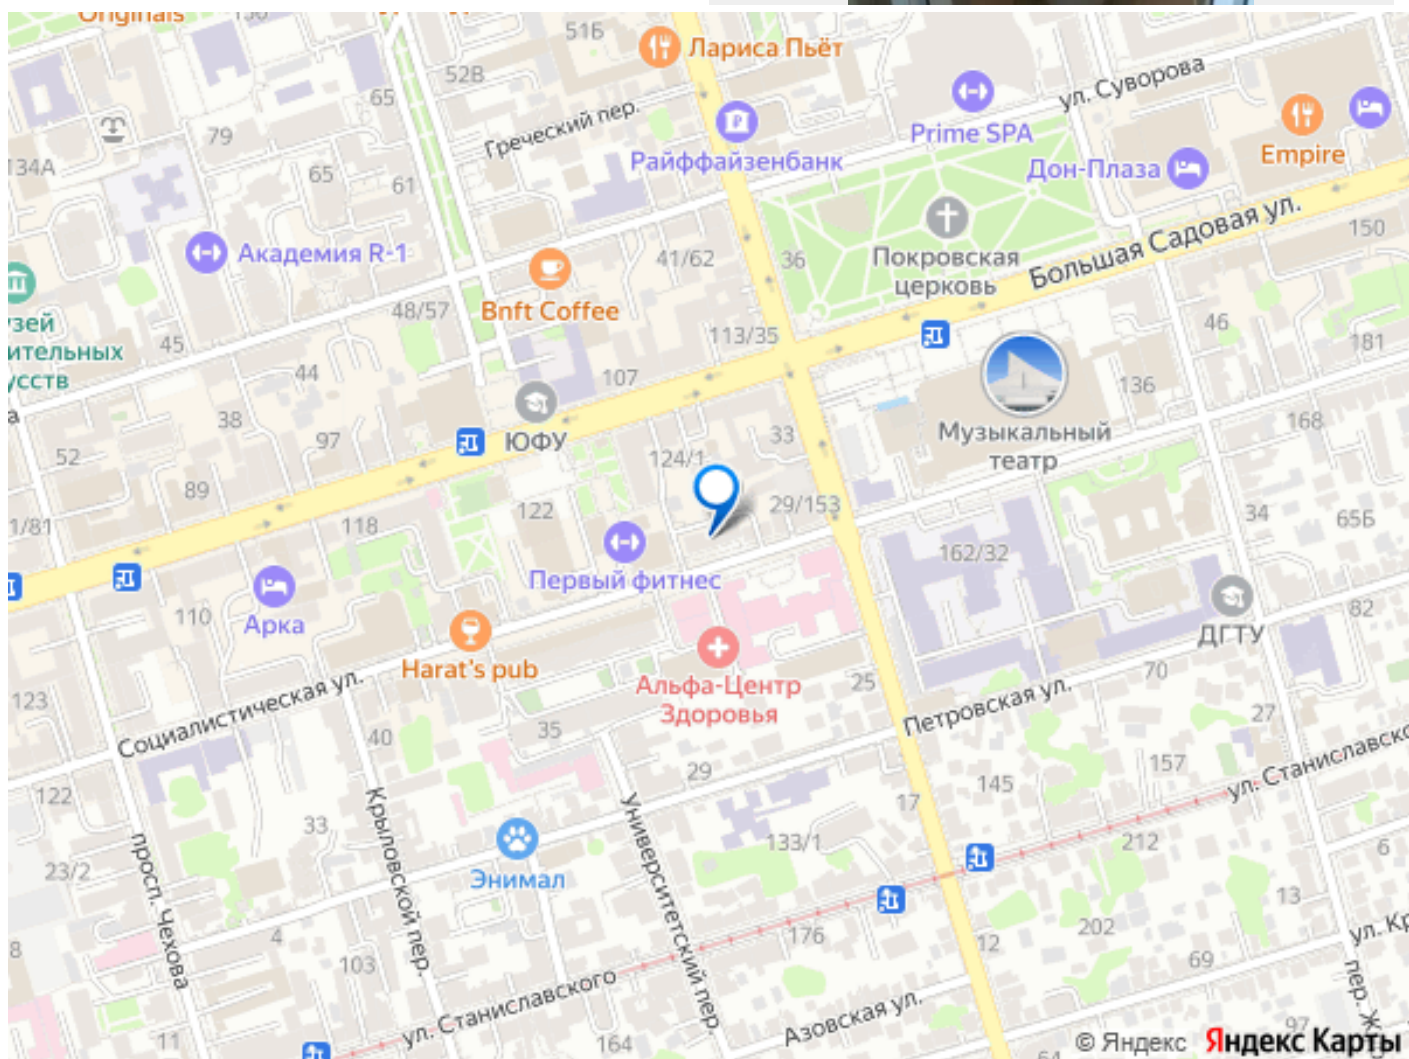 Originals
51Б
Лариса Пьёт
52В
65
ул. Суворова
Греческий пер.
79
Prime SPA
Empire
134А
Райффайзенбанк
Дон-Плаза
65
61
Большая Садовая ул.
150
Академия R-1
41/62
36
Покровская
церковь
48/57
Bnft Coffee
узей
ительных
усств
45
113/35
46
181
44
107
136
38
97
ЮФУ
33
168
Музыкальный
театр
52
124/1
89
122
29/153
34
65Б
1/81
118
162/32
Первый фитнес
110
Арка
82
ДГТУ
Harat's pub
Альфа-Центр
Здоровья
25
70
123
Социалистическая ул.
Петровская ул.
27
40
35
29
145
157
ул. Станиславско
122
17
33
Крыловской пер.
Университетский пер.
133/1
212
6
23/2
просп. Чехова
Энимал
13
8
4
176
202
12
ул. Кр
103
69
ул. Станиславского
Азовская ул.
пер. Ж
11
164
64
97
© Яндекс Яндекс Карты